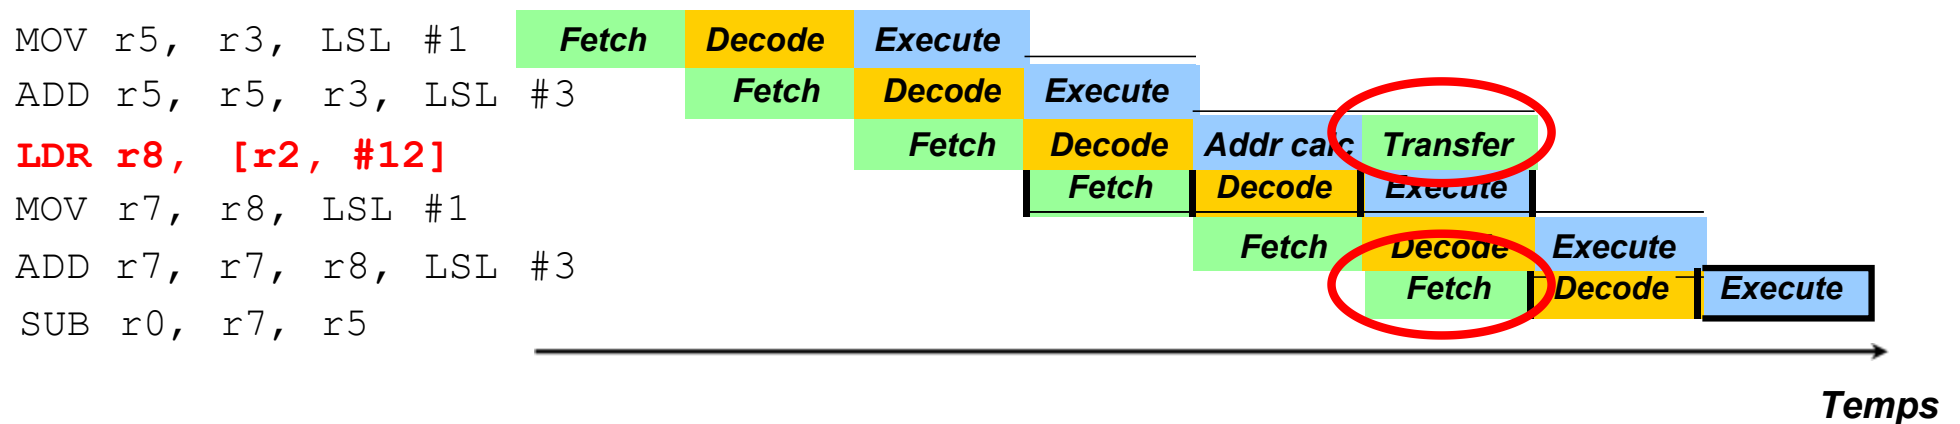 MOV r5, r3, LSL #1 Fetch Decode Execute
ADD r5, r5, r3, LSL #3 Fetch Decode Execute
LDR r8, [r2, #12] Fetch Decode Addr calc Transfer
MOV r7, r8, LSL #1 Fetch Decode Execute
ADD r7, r7, r8, LSL #3 Fetch Decode Execute
SUB r0, r7, r5 Fetch Decode Execute
Temps